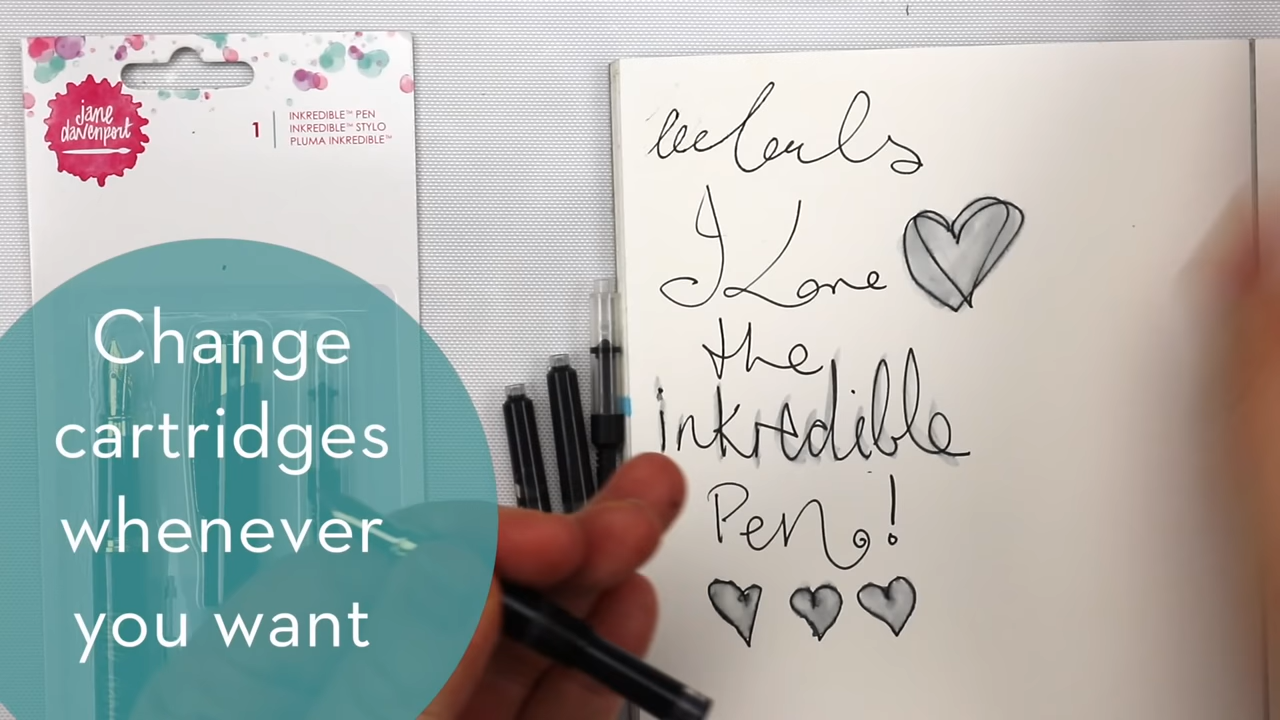 jane
davenport
1
INKREDIBLE™ PEN
INKREDIBLE™ STYLO
PLUMA INKREDIBLE™
Change
cartridges
whenever
you want
I Love
the
inkredible
Pen!